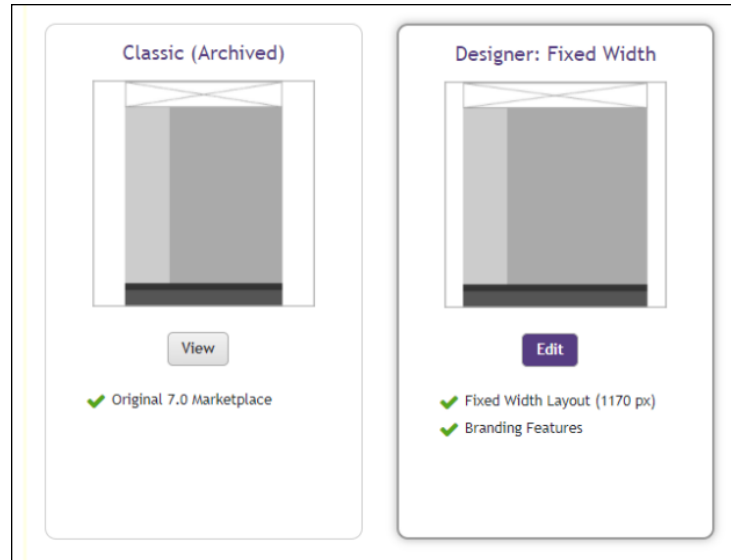 Classic (Archived)
View
Original 7.0 Marketplace
Designer: Fixed Width
Edit
Fixed Width Layout (1170 px)
Branding Features